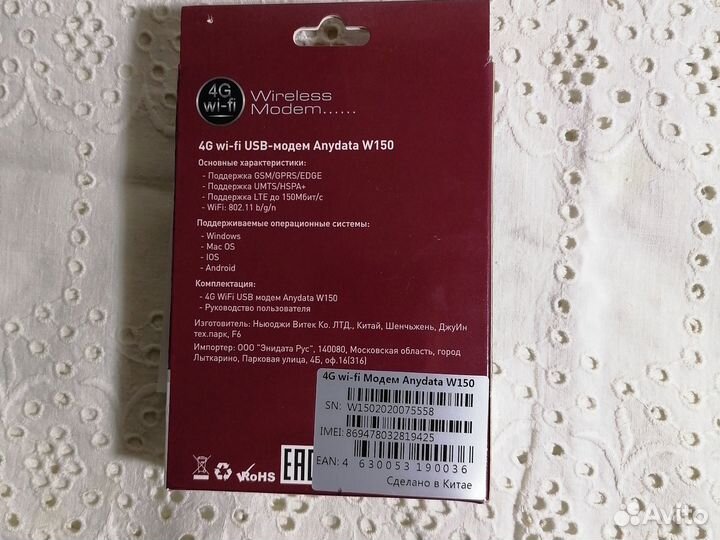 4G
wi-fi
Wireless
Modem......
4G wi-fi USB-модем Anydata W150
Основные характеристики:
- Поддержка GSM/GPRS/EDGE
- Поддержка UMTS/HSPA+
- Поддержка LTE до 150Мбит/с
- WiFi: 802.11 b/g/n
Поддерживаемые операционные системы:
- Windows
- Mac OS
- IOS
- Android
Комплектация:
- 4G WiFi USB модем Anydata W150
- Руководство пользователя
Изготовитель: Ньюоджи Витек Ко. ЛТД., Китай, Шенчьжень, ДжуИн
тех.парк, F6
Импортер: ООО "Энидата Рус", 140080, Московская область, город
Лыткарино, Парковая улица, 4Б, оф.16(316)
4G wi-fi Модем Anydata W150
SN: W1502020075558
IMEI: 869478032819425
EAN: 4 630053 190036
Сделано в Китае
RoHS
EAC
Avito